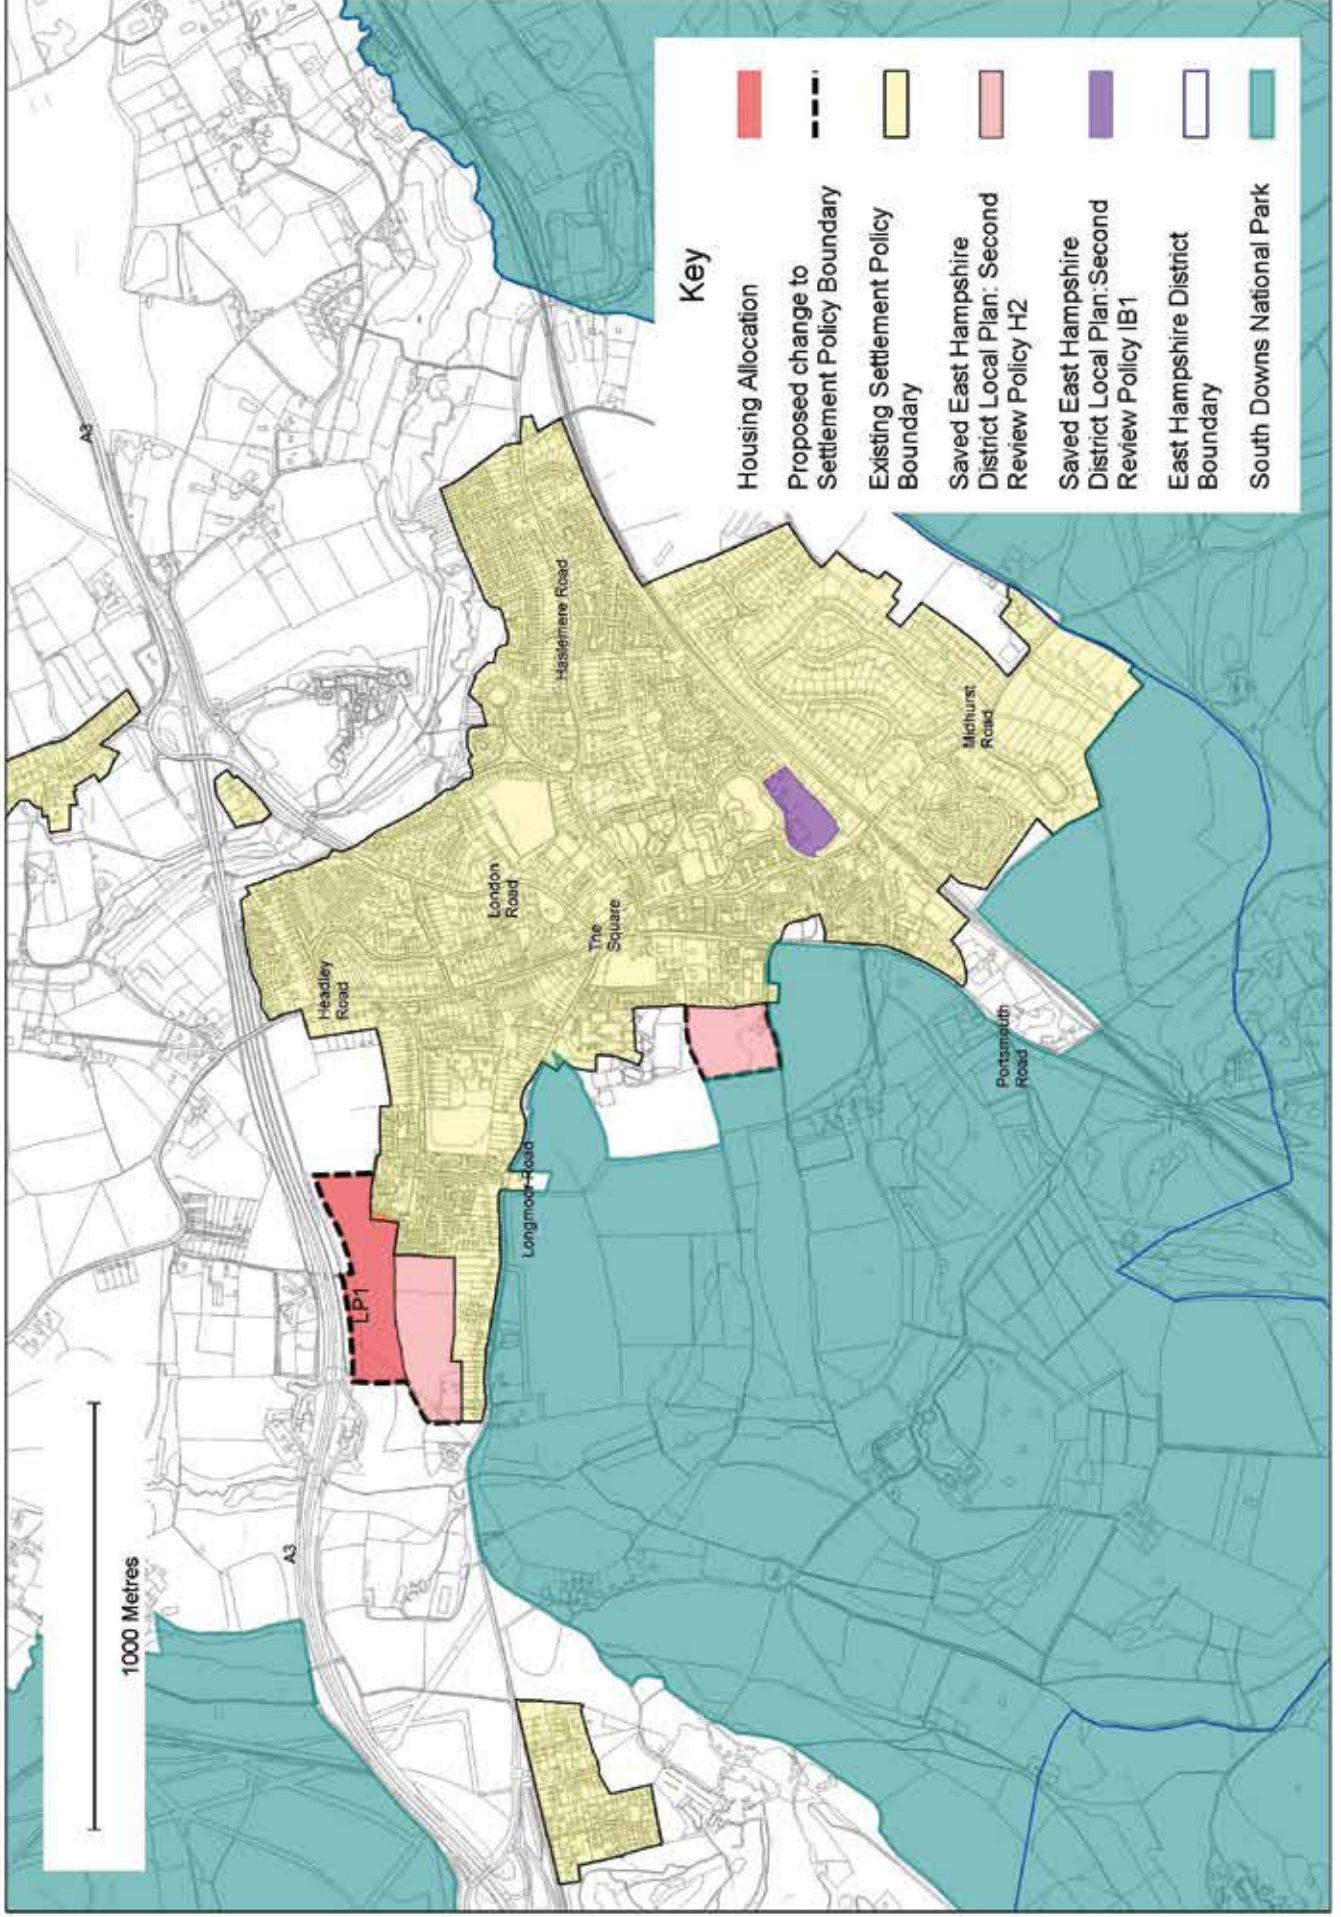 Key
Housing Allocation
Proposed change to
Settlement Policy Boundary
Existing Settlement Policy
Boundary
Saved East Hampshire
District Local Plan: Second
Review Policy H2
Saved East Hampshire
District Local Plan:Second
Review Policy IB1
East Hampshire District
Boundary
South Downs National Park
1000 Metres
A3
A3
LP1
Headley
Road
London
Road
The
Square
Haslemere Road
Longmoor Road
Midhurst
Road
Portsmouth
Road